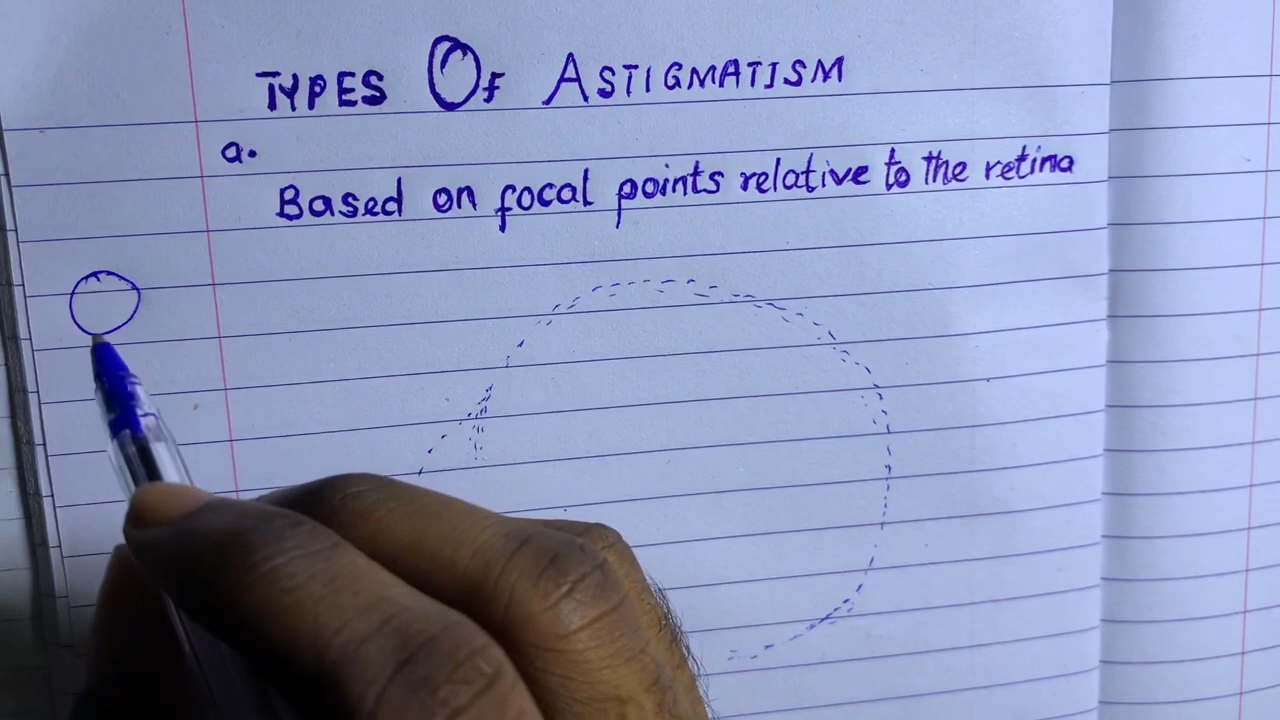 TYPES Of ASTIGMATISM
a.
Based on focal points relative to the retina